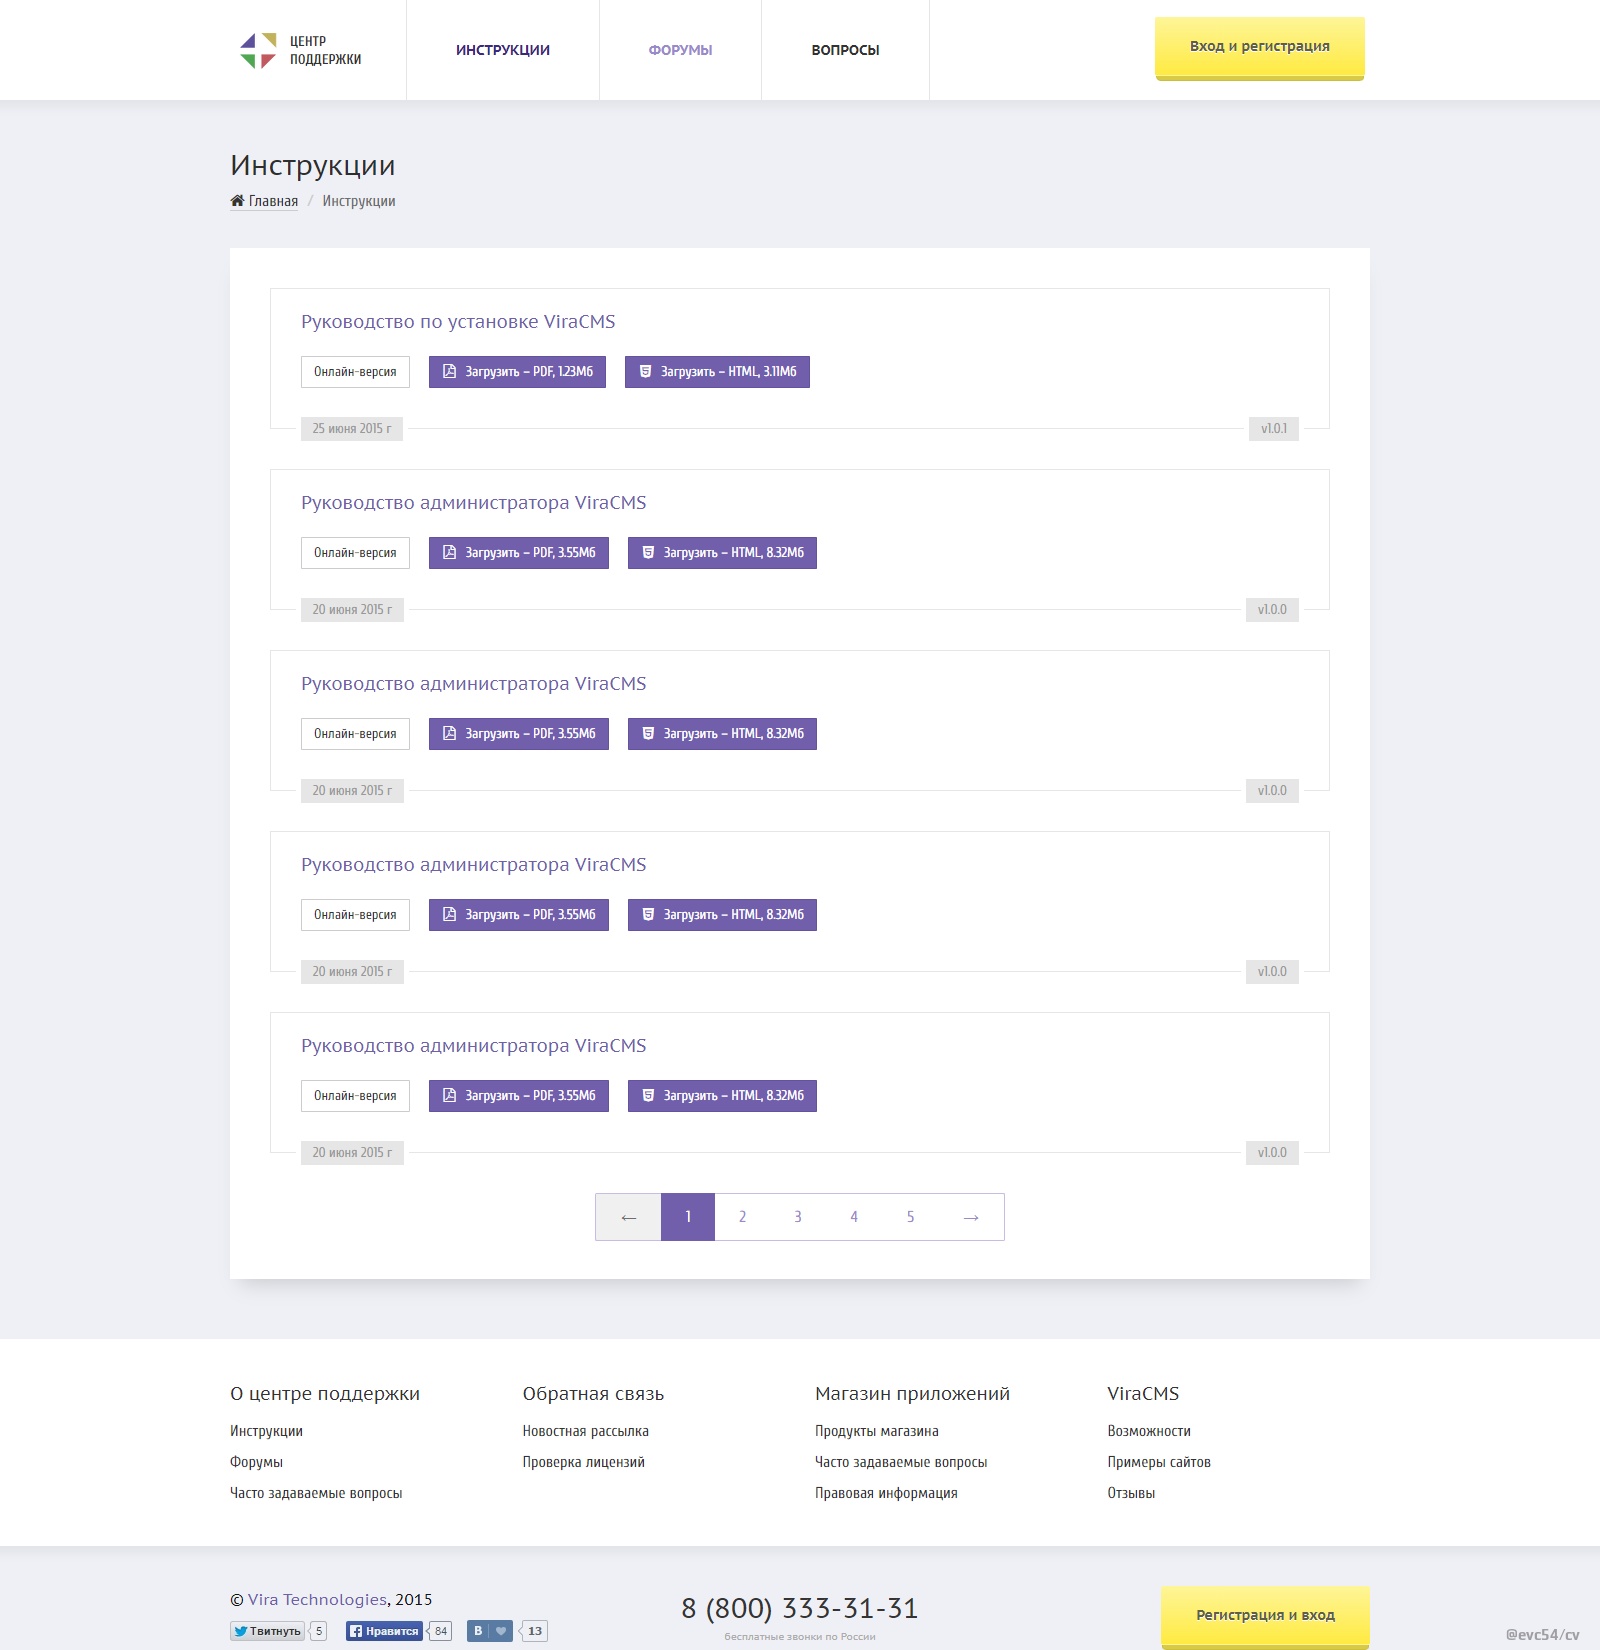 ЦЕНТР
ПОДДЕРЖКИ
ИНСТРУКЦИИ
ФОРУМЫ
ВОПРОСЫ
Вход и регистрация
Инструкции
Главная / Инструкции
Руководство по установке ViraCMS
Онлайн-версия
Загрузить – PDF, 1.23Мб
Загрузить – HTML, 3.11Мб
25 июня 2015 г
v1.0.1
Руководство администратора ViraCMS
Онлайн-версия
Загрузить – PDF, 3.55Мб
Загрузить – HTML, 8.32Мб
20 июня 2015 г
v1.0.0
Руководство администратора ViraCMS
Онлайн-версия
Загрузить – PDF, 3.55Мб
Загрузить – HTML, 8.32Мб
20 июня 2015 г
v1.0.0
Руководство администратора ViraCMS
Онлайн-версия
Загрузить – PDF, 3.55Мб
Загрузить – HTML, 8.32Мб
20 июня 2015 г
v1.0.0
Руководство администратора ViraCMS
Онлайн-версия
Загрузить – PDF, 3.55Мб
Загрузить – HTML, 8.32Мб
20 июня 2015 г
v1.0.0
← 1 2 3 4 5 →
О центре поддержки
Инструкции
Форумы
Часто задаваемые вопросы
Обратная связь
Новостная рассылка
Проверка лицензий
Магазин приложений
Продукты магазина
Часто задаваемые вопросы
Правовая информация
ViraCMS
Возможности
Примеры сайтов
Отзывы
© Vira Technologies, 2015
Твитнуть 5
Нравится 84
В 13
8 (800) 333-31-31
бесплатные звонки по России
Регистрация и вход
@evc54/cv